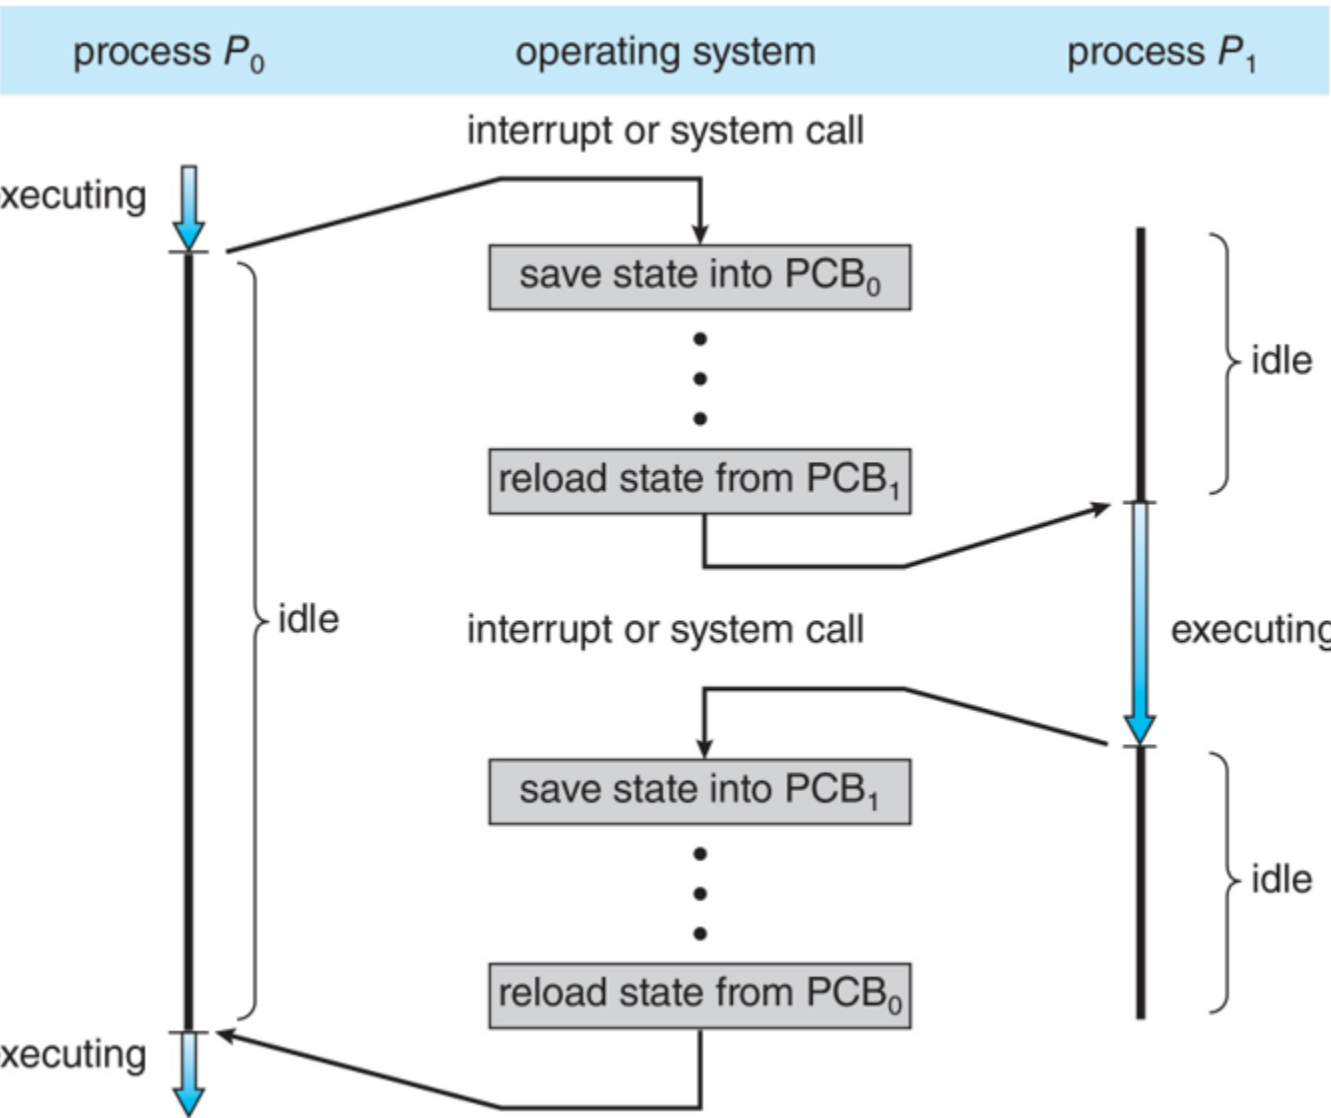 process P₀ operating system process P₁
interrupt or system call
xecuting
save state into PCB₀
idle
reload state from PCB₁
idle
interrupt or system call
executing
save state into PCB₁
idle
reload state from PCB₀
xecuting